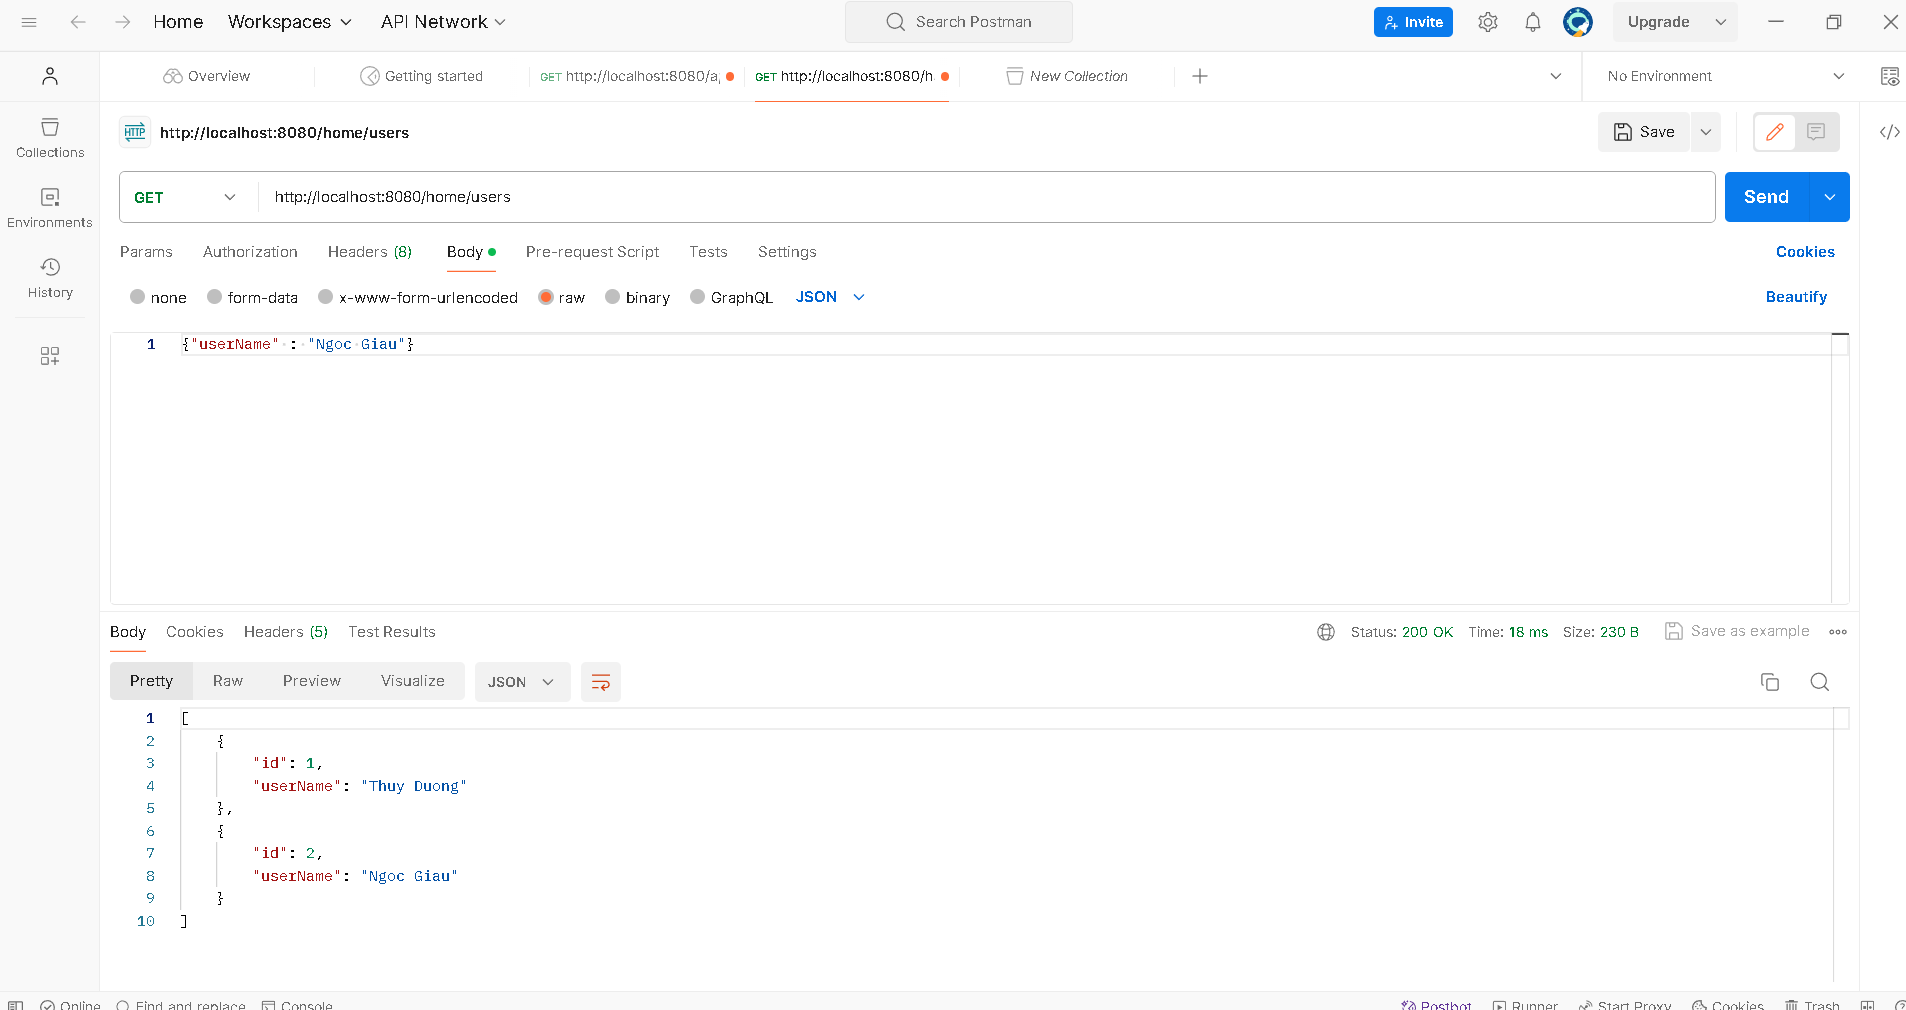 Home Workspaces API Network Search Postman Invite Upgrade
Overview Getting started GET http://localhost:8080/a, GET http://localhost:8080/h New Collection No Environment
HTTP http://localhost:8080/home/users Save
Collections
GET http://localhost:8080/home/users Send
Environments
Params Authorization Headers (8) Body Pre-request Script Tests Settings Cookies
History
none form-data x-www-form-urlencoded raw binary GraphQL JSON Beautify
1 {"userName" : "Ngoc Giau"}
Body Cookies Headers (5) Test Results Status: 200 OK Time: 18 ms Size: 230 B Save as example
Pretty Raw Preview Visualize JSON
1 [
2 {
3 "id": 1,
4 "userName": "Thuy Duong"
5 },
6 {
7 "id": 2,
8 "userName": "Ngoc Giau"
9 }
10 ]
Online Find and replace Console Postbot Runner Start Proxy Cookies Trash